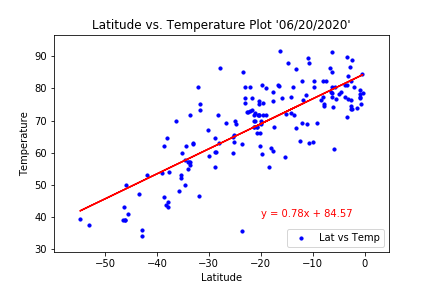 Latitude vs. Temperature Plot '06/20/2020'
90
80
70
60
50
40
30
Temperature
y = 0.78x + 84.57
Lat vs Temp
−50 −40 −30 −20 −10 0
Latitude